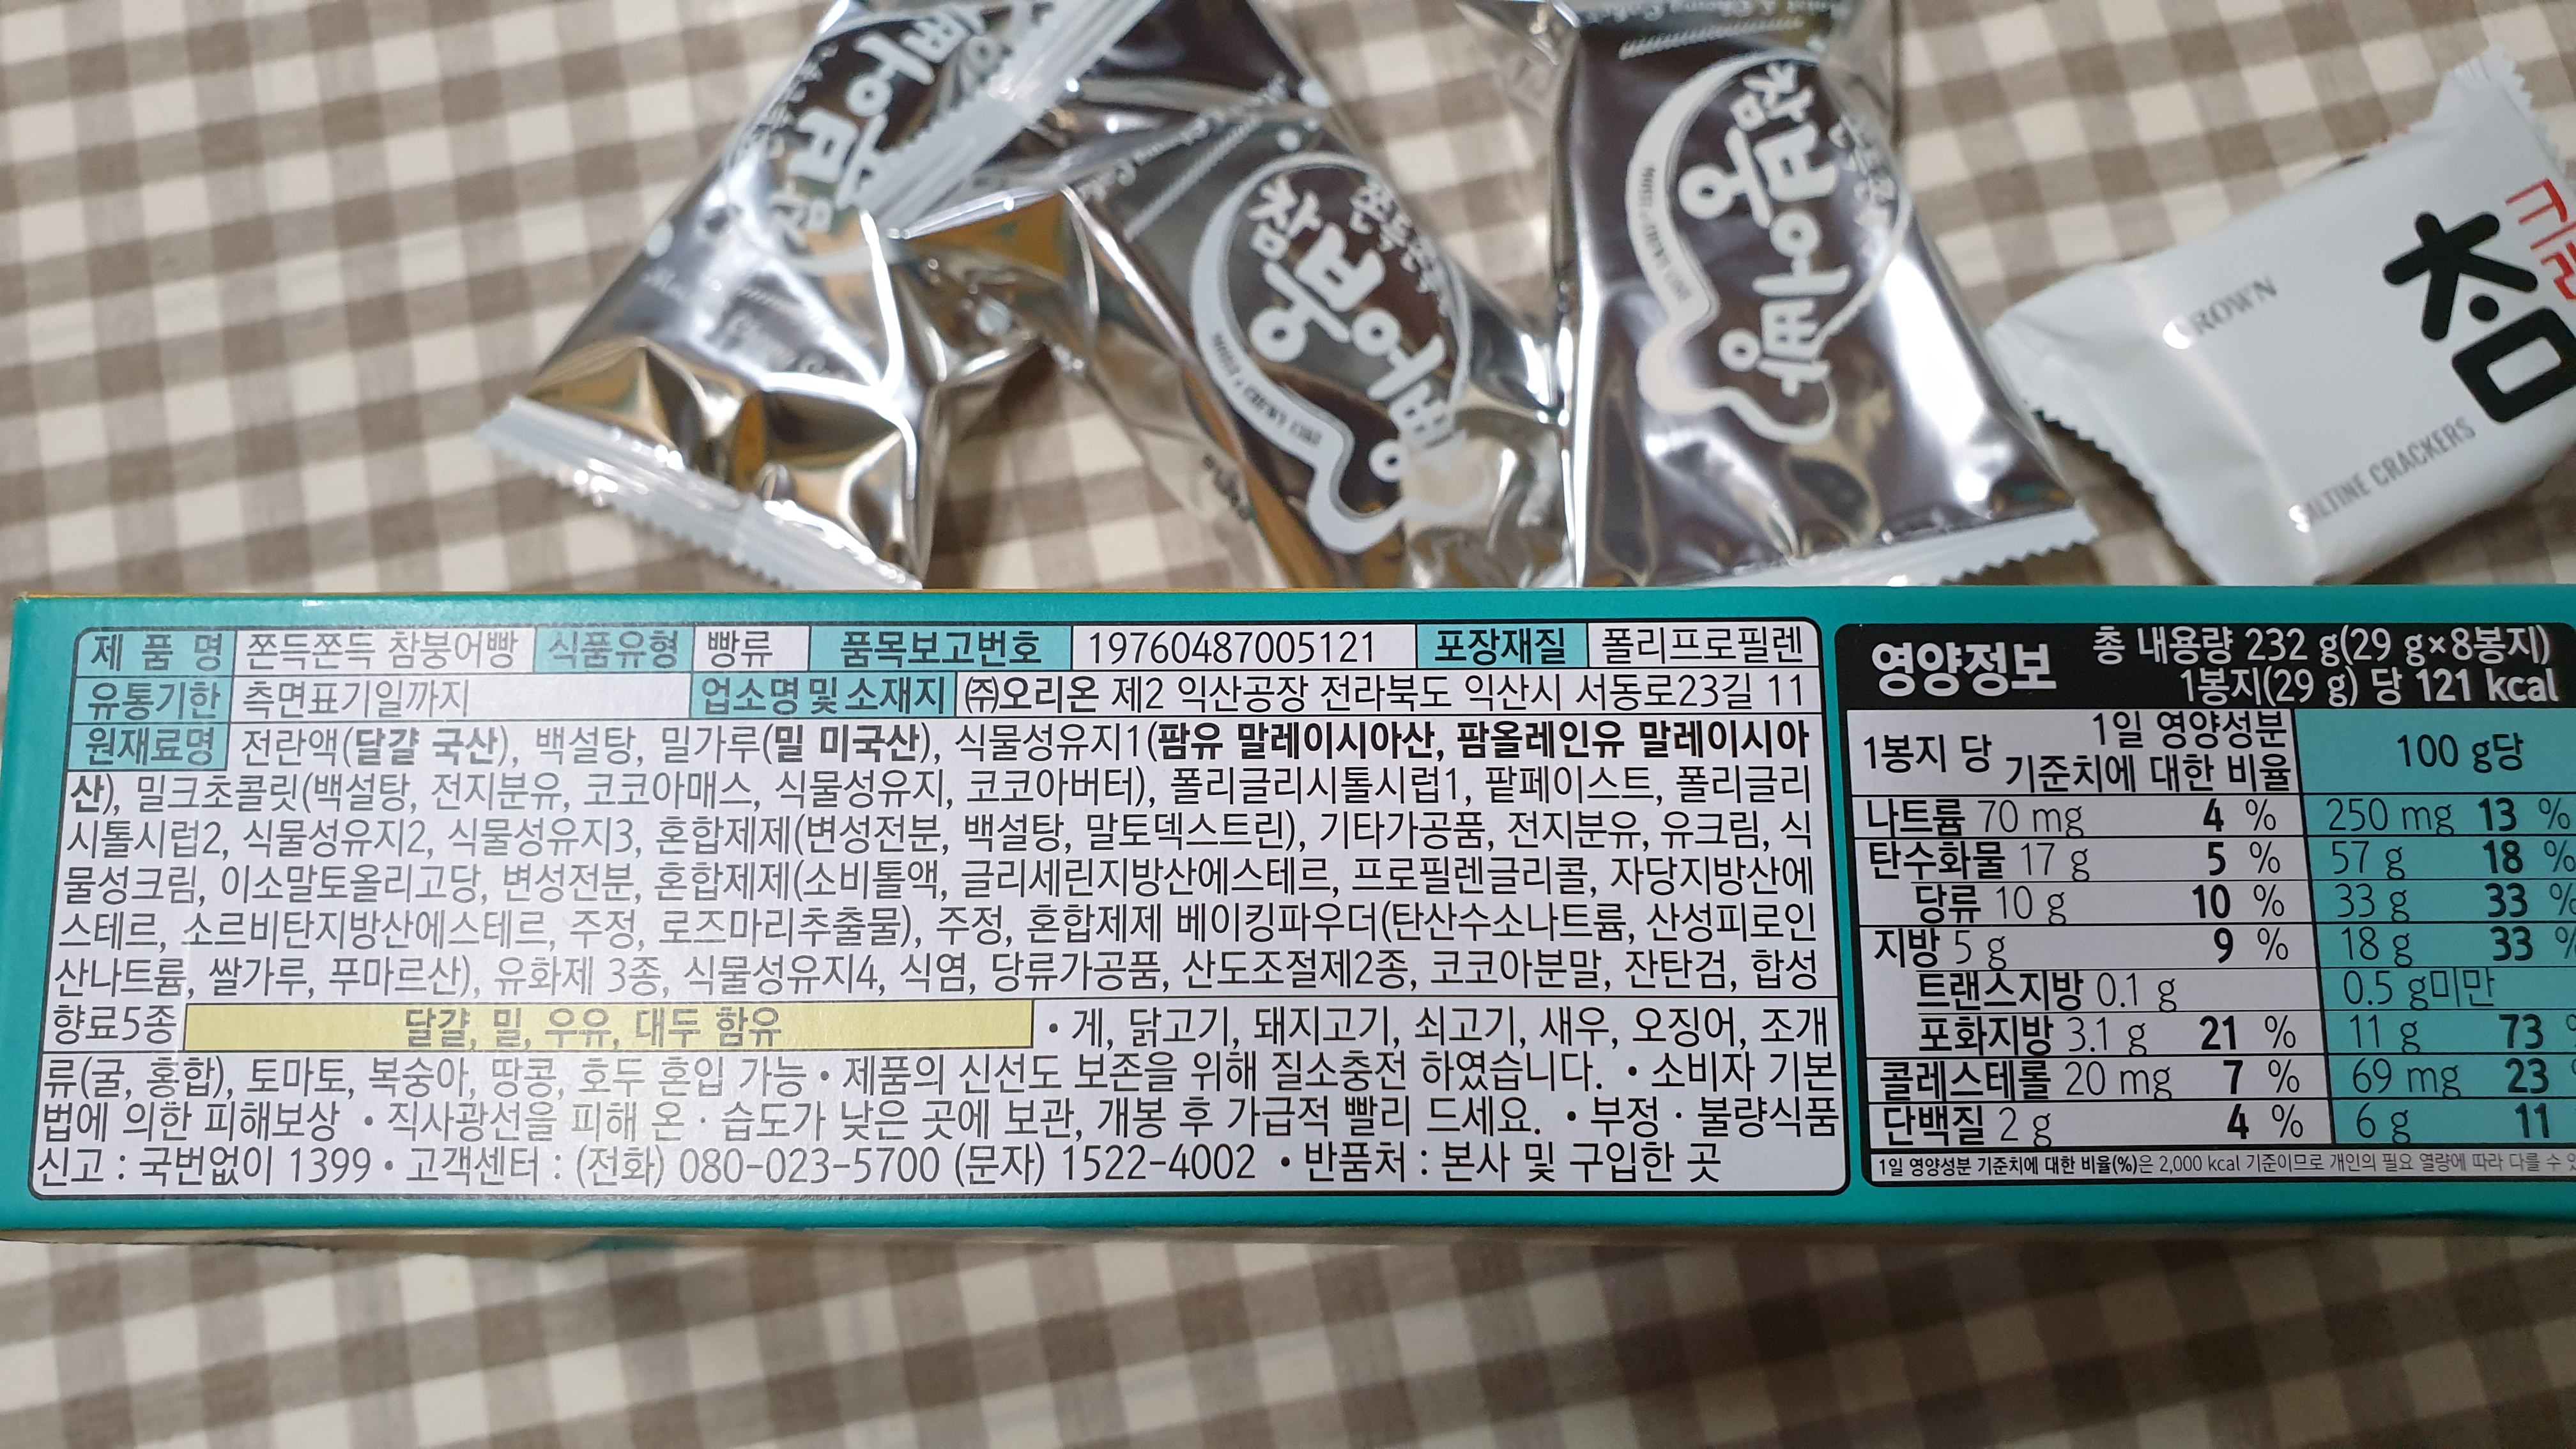 참붕어빵
쫀득쫀득
참붕어빵
참붕어빵
참
SALTINE CRACKERS
제 품 명 쫀득쫀득 참붕어빵 식품유형 빵류 품목보고번호 19760487005121 포장재질 폴리프로필렌
유통기한 측면표기일까지 업소명 및 소재지 ㈜오리온 제2 익산공장 전라북도 익산시 서동로23길 11
원재료명 전란액(달걀 국산), 백설탕, 밀가루(밀 미국산), 식물성유지1(팜유 말레이시아산, 팜올레인유 말레이시아
산), 밀크초콜릿(백설탕, 전지분유, 코코아매스, 식물성유지, 코코아버터), 폴리글리시톨시럽1, 팥페이스트, 폴리글리
시톨시럽2, 식물성유지2, 식물성유지3, 혼합제제(변성전분, 백설탕, 말토덱스트린), 기타가공품, 전지분유, 유크림, 식
물성크림, 이소말토올리고당, 변성전분, 혼합제제(소비톨액, 글리세린지방산에스테르, 프로필렌글리콜, 자당지방산에
스테르, 소르비탄지방산에스테르, 주정, 로즈마리추출물), 주정, 혼합제제 베이킹파우더(탄산수소나트륨, 산성피로인
산나트륨, 쌀가루, 푸마르산), 유화제 3종, 식물성유지4, 식염, 당류가공품, 산도조절제2종, 코코아분말, 잔탄검, 합성
향료5종 달걀, 밀, 우유, 대두 함유 • 게, 닭고기, 돼지고기, 쇠고기, 새우, 오징어, 조개
류(굴, 홍합), 토마토, 복숭아, 땅콩, 호두 혼입 가능 • 제품의 신선도 보존을 위해 질소충전 하였습니다. • 소비자 기본
법에 의한 피해보상 • 직사광선을 피해 온 · 습도가 낮은 곳에 보관, 개봉 후 가급적 빨리 드세요. • 부정 · 불량식품
신고 : 국번없이 1399 • 고객센터 : (전화) 080-023-5700 (문자) 1522-4002 • 반품처 : 본사 및 구입한 곳
영양정보 총 내용량 232 g(29 g×8봉지)
1봉지(29 g) 당 121 kcal
1봉지 당 1일 영양성분 기준치에 대한 비율 100 g당
나트륨 70 mg 4 % 250 mg 13 %
탄수화물 17 g 5 % 57 g 18 %
당류 10 g 10 % 33 g 33 %
지방 5 g 9 % 18 g 33 %
트랜스지방 0.1 g 0.5 g미만
포화지방 3.1 g 21 % 11 g 73 %
콜레스테롤 20 mg 7 % 69 mg 23
단백질 2 g 4 % 6 g 11
1일 영양성분 기준치에 대한 비율(%)은 2,000 kcal 기준이므로 개인의 필요 열량에 따라 다를 수